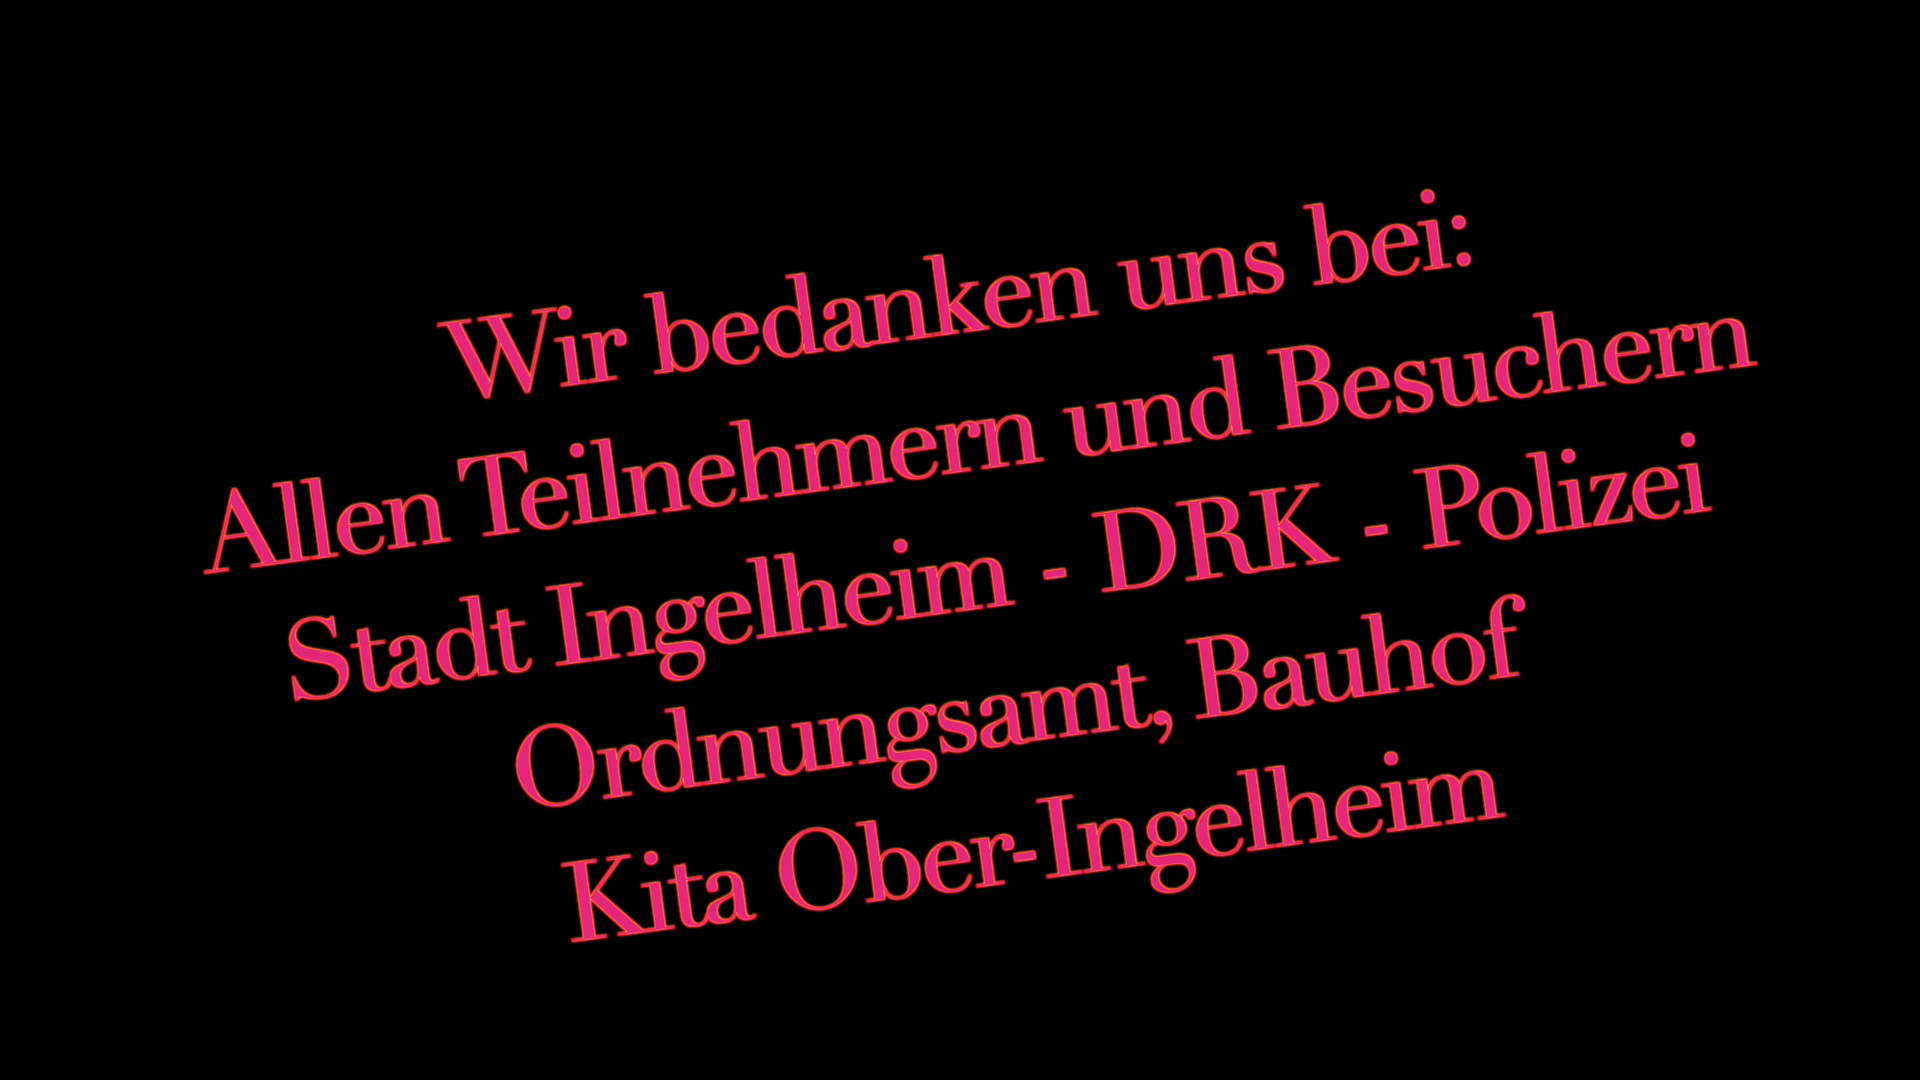 Wir bedanken uns bei:
Allen Teilnehmern und Besuchern
Stadt Ingelheim - DRK - Polizei
Ordnungsamt, Bauhof
Kita Ober-Ingelheim